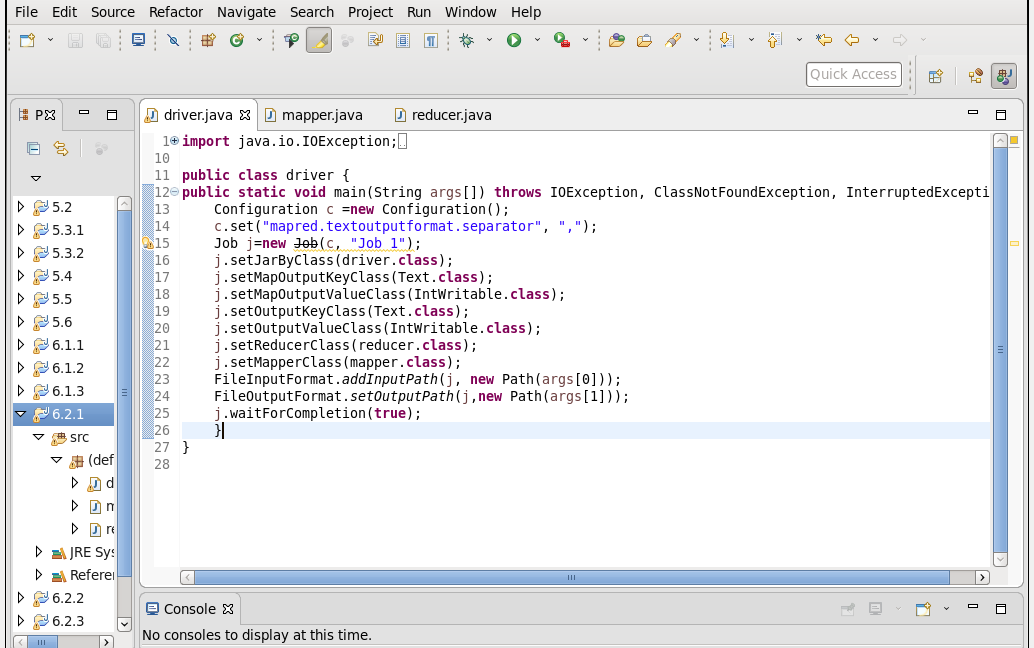 File Edit Source Refactor Navigate Search Project Run Window Help
Quick Access
P
driver.java mapper.java reducer.java
5.2
5.3.1
5.3.2
5.4
5.5
5.6
6.1.1
6.1.2
6.1.3
6.2.1
src
(def
d
m
re
JRE Sys
Refere
6.2.2
6.2.3
1 import java.io.IOException;
10
11 public class driver {
12 public static void main(String args[]) throws IOException, ClassNotFoundException, InterruptedExcepti
13 Configuration c =new Configuration();
14 c.set("mapred.textoutputformat.separator", ",");
15 Job j=new Job(c, "Job 1");
16 j.setJarByClass(driver.class);
17 j.setMapOutputKeyClass(Text.class);
18 j.setMapOutputValueClass(IntWritable.class);
19 j.setOutputKeyClass(Text.class);
20 j.setOutputValueClass(IntWritable.class);
21 j.setReducerClass(reducer.class);
22 j.setMapperClass(mapper.class);
23 FileInputFormat.addInputPath(j, new Path(args[0]));
24 FileOutputFormat.setOutputPath(j,new Path(args[1]));
25 j.waitForCompletion(true);
26 }
27 }
28
Console
No consoles to display at this time.